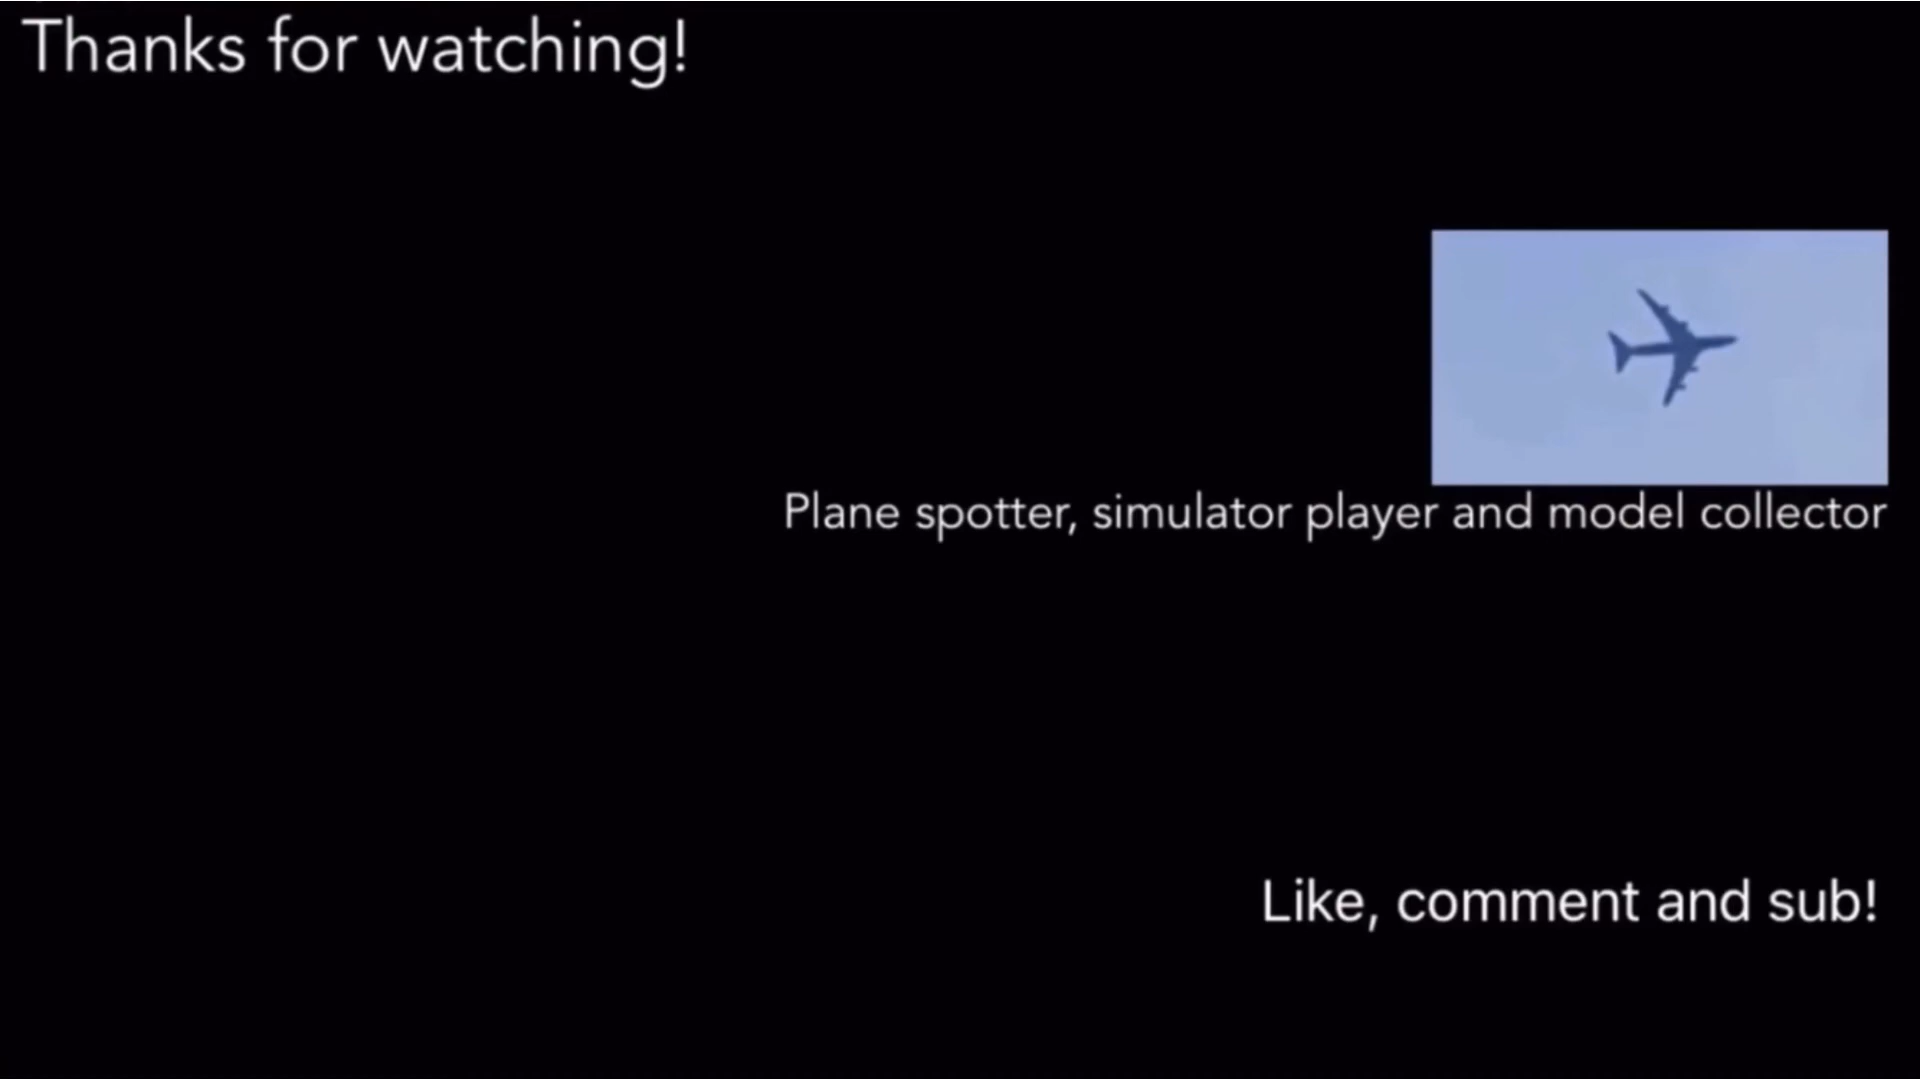 Thanks for watching!
Plane spotter, simulator player and model collector
Like, comment and sub!